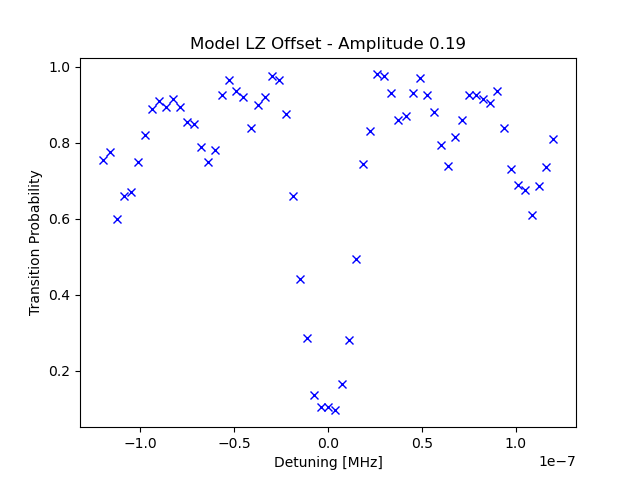 Model LZ Offset - Amplitude 0.19
1.0
0.8
0.6
0.4
0.2
Transition Probability
−1.0 −0.5 0.0 0.5 1.0
1e−7
Detuning [MHz]